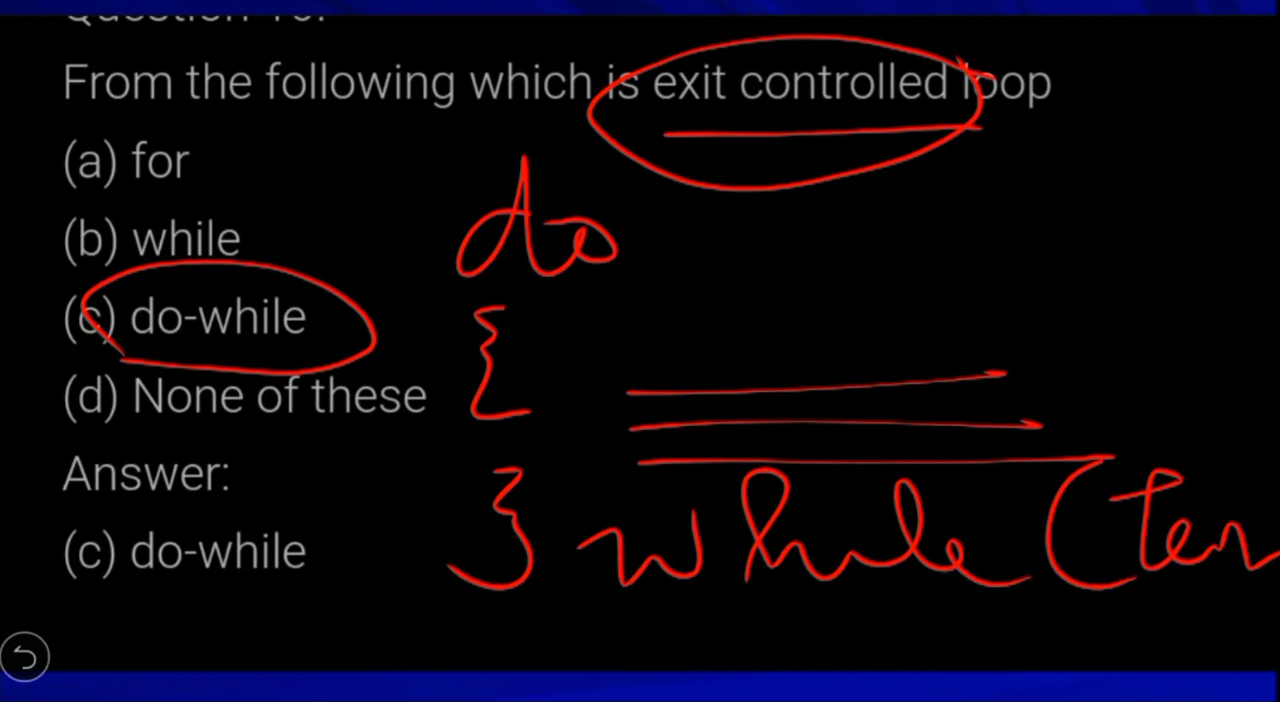 From the following which is exit controlled loop
(a) for
(b) while
(c) do-while
(d) None of these
Answer:
(c) do-while
do
{
} while (